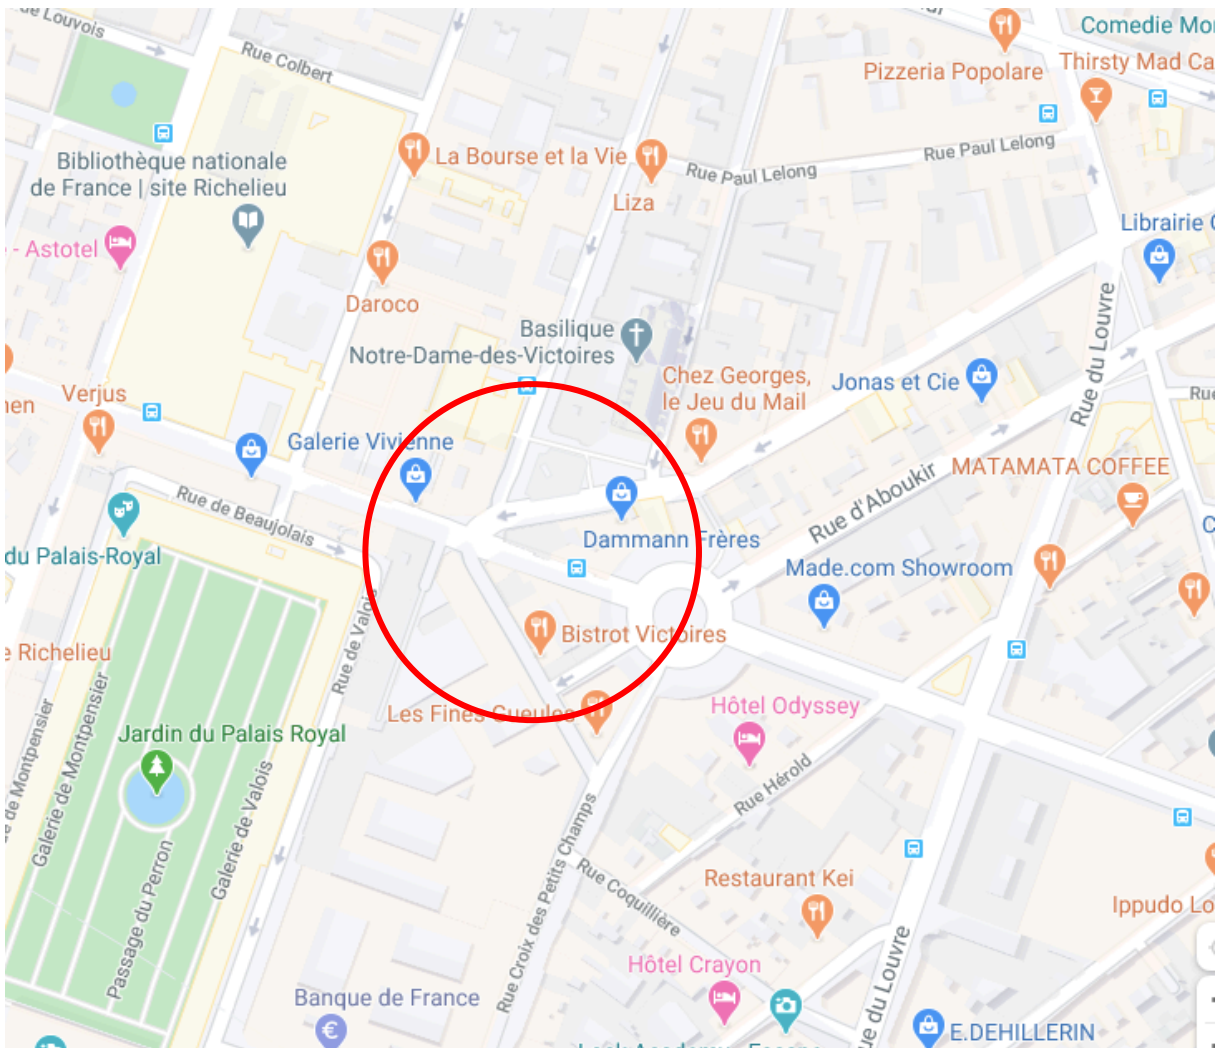 ue Louvois
Rue Colbert
Comedie Mo
Pizzeria Popolare
Thirsty Mad Ca
Bibliothèque nationale
de France | site Richelieu
La Bourse et la Vie
Rue Paul Lelong
Rue Paul Lelong
Liza
Librairie
- Astotel
Daroco
Basilique
Notre-Dame-des-Victoires
Rue du Louvre
Chez Georges,
le Jeu du Mail
Jonas et Cie
Verjus
nen
Rue
Galerie Vivienne
MATAMATA COFFEE
Rue de Beaujolais
Rue d'Aboukir
Dammann Frères
du Palais-Royal
Made.com Showroom
Rue de Valois
Bistrot Victoires
e Richelieu
Les Fines Gueules
Hôtel Odyssey
Jardin du Palais Royal
de Montpensier
Galerie de Montpensier
Galerie de Valois
Rue Hérold
Passage du Perron
Rue Croix des Petits Champs
Rue Coquillière
Restaurant Kei
Ippudo Lo
ue du Louvre
Hôtel Crayon
Banque de France
€
E.DEHILLERIN